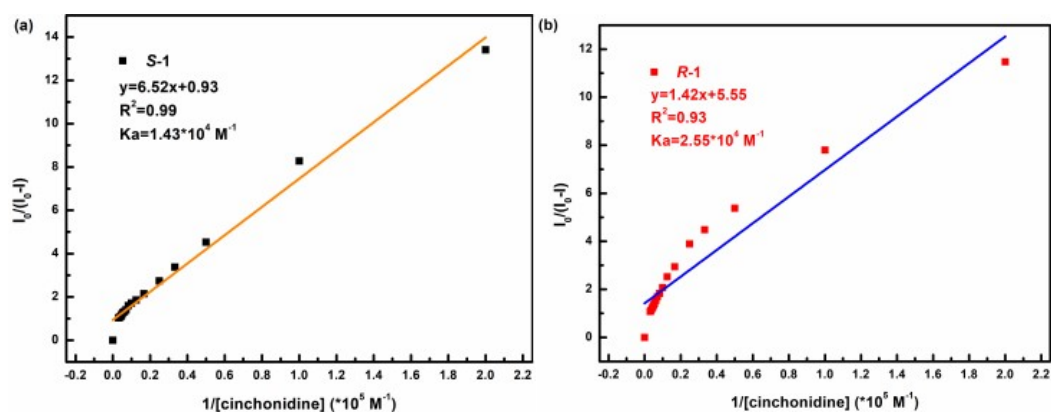 (a)
14
12
10
8
6
4
2
0
I₀/(I₀-I)
S-1
y=6.52x+0.93
R²=0.99
Ka=1.43*10⁴ M⁻¹
-0.2 0.0 0.2 0.4 0.6 0.8 1.0 1.2 1.4 1.6 1.8 2.0 2.2
1/[cinchonidine] (*10⁵ M⁻¹)
(b)
12
10
8
6
4
2
0
I₀/(I₀-I)
R-1
y=1.42x+5.55
R²=0.93
Ka=2.55*10⁴ M⁻¹
-0.2 0.0 0.2 0.4 0.6 0.8 1.0 1.2 1.4 1.6 1.8 2.0 2.2
1/[cinchonidine] (*10⁵ M⁻¹)